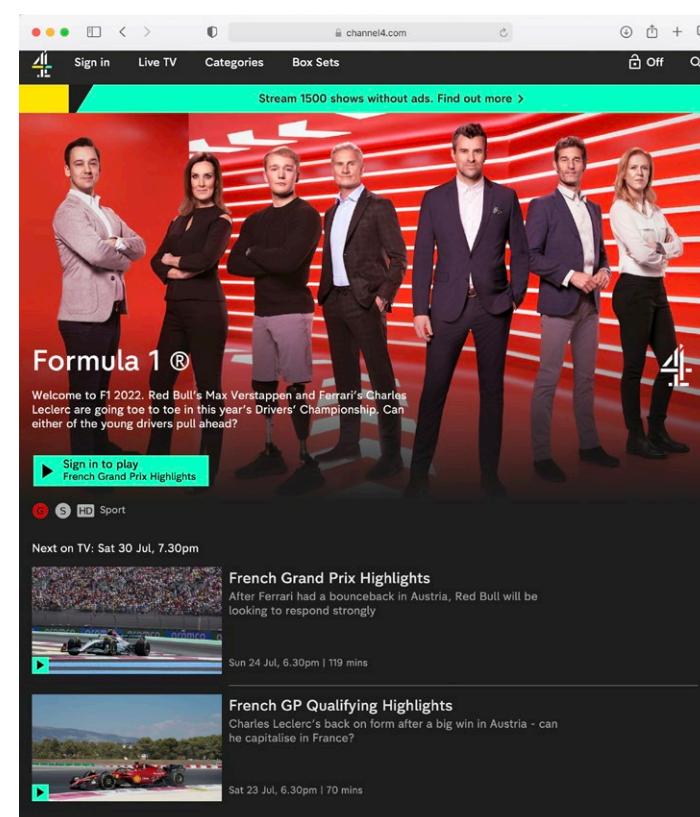 channel4.com
Sign in
Live TV
Categories
Box Sets
Off
Stream 1500 shows without ads. Find out more >
Formula 1 ®
Welcome to F1 2022. Red Bull's Max Verstappen and Ferrari's Charles
Leclerc are going toe to toe in this year's Drivers' Championship. Can
either of the young drivers pull ahead?
Sign in to play
French Grand Prix Highlights
G S HD Sport
Next on TV: Sat 30 Jul, 7.30pm
French Grand Prix Highlights
After Ferrari had a bounceback in Austria, Red Bull will be
looking to respond strongly
aramco aramco
Sun 24 Jul, 6.30pm | 119 mins
French GP Qualifying Highlights
Charles Leclerc's back on form after a big win in Austria - can
he capitalise in France?
Sat 23 Jul, 6.30pm | 70 mins